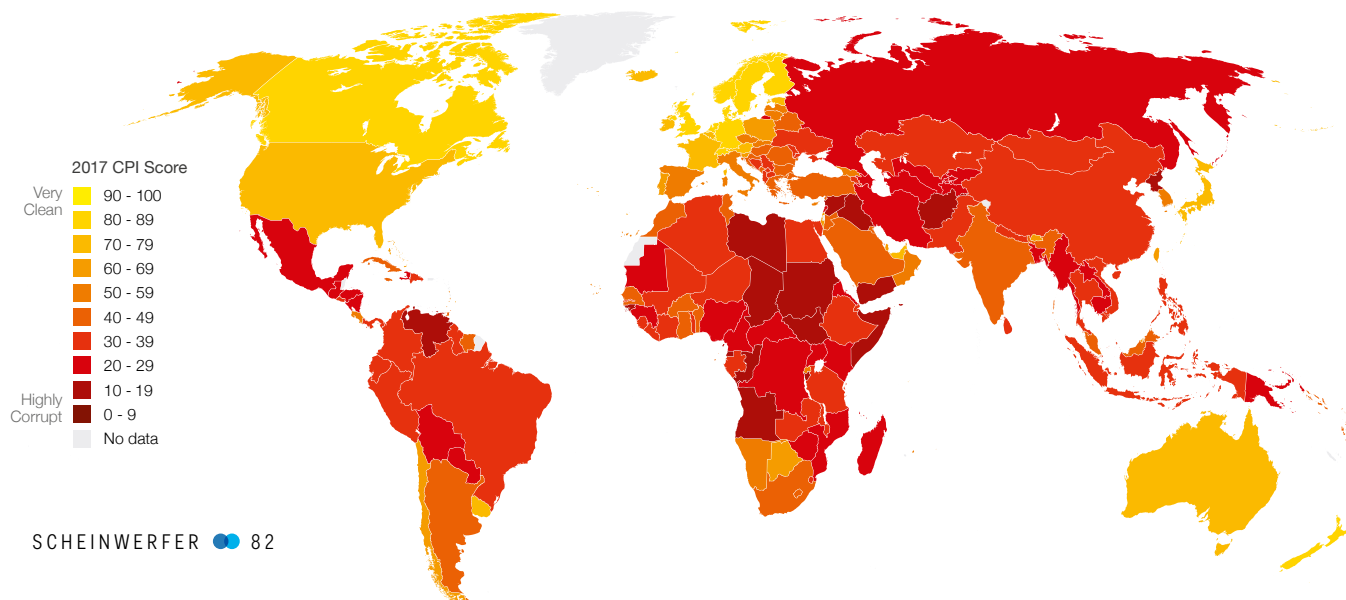 2017 CPI Score
Very
Clean
90 - 100
80 - 89
70 - 79
60 - 69
50 - 59
40 - 49
30 - 39
20 - 29
10 - 19
Highly
Corrupt
0 - 9
No data
SCHEINWERFER 82